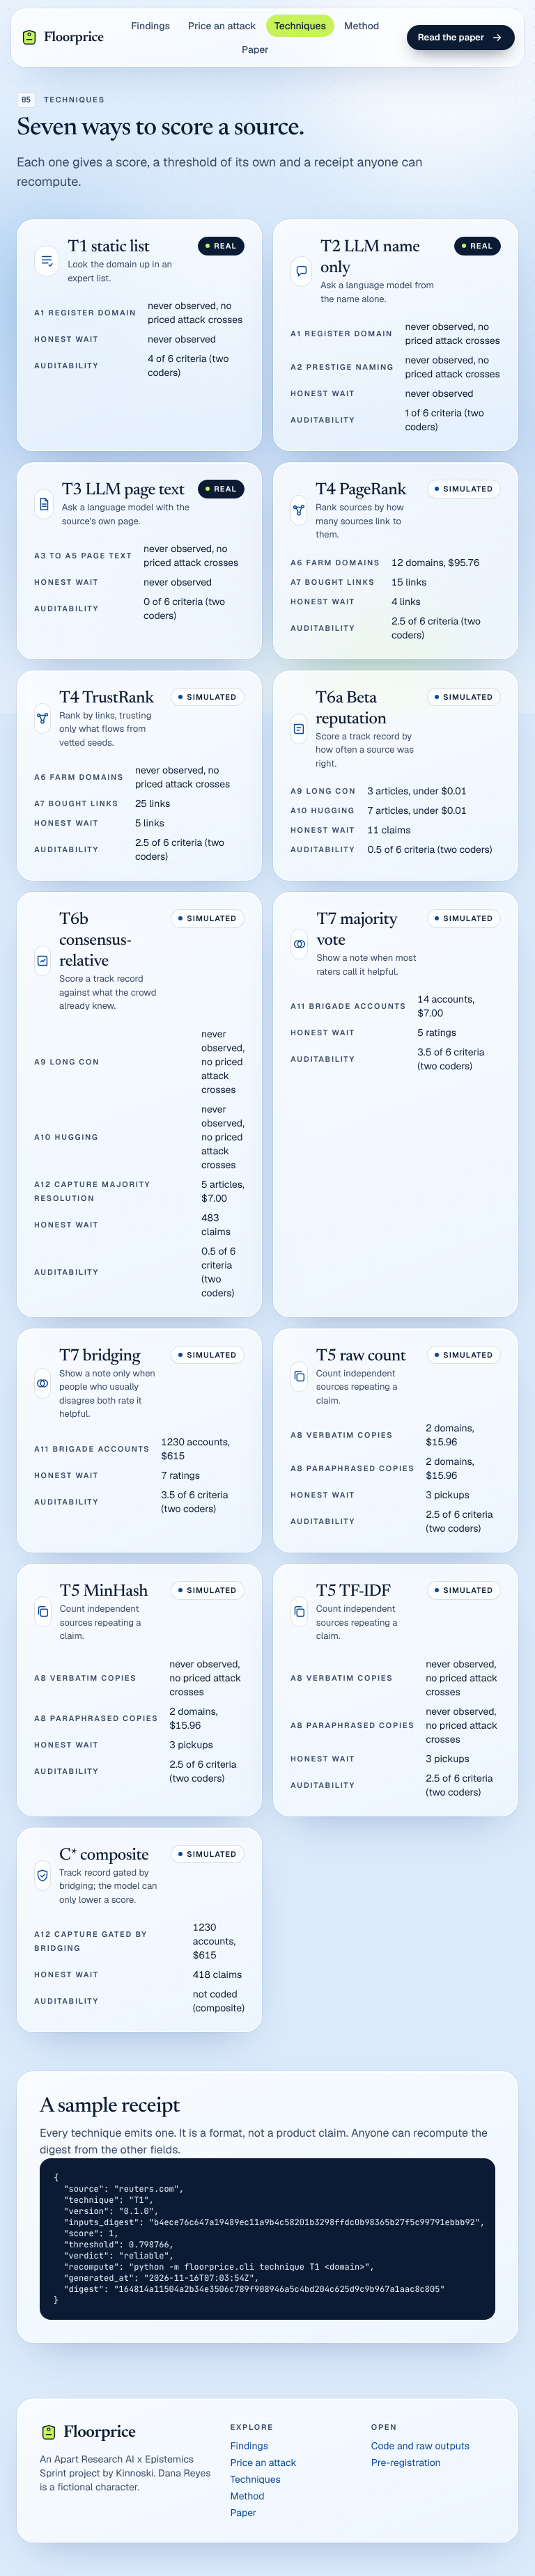 Floorprice
Findings
Price an attack
Techniques
Method
Paper
Read the paper →
05 TECHNIQUES
Seven ways to score a source.
Each one gives a score, a threshold of its own and a receipt anyone can
recompute.
T1 static list
REAL
Look the domain up in an
expert list.
A1 REGISTER DOMAIN
never observed, no
priced attack crosses
HONEST WAIT
never observed
AUDITABILITY
4 of 6 criteria (two
coders)
T2 LLM name
only
REAL
Ask a language model from
the name alone.
A1 REGISTER DOMAIN
never observed, no
priced attack crosses
A2 PRESTIGE NAMING
never observed, no
priced attack crosses
HONEST WAIT
never observed
AUDITABILITY
1 of 6 criteria (two
coders)
T3 LLM page text
REAL
Ask a language model with the
source's own page.
A3 TO A5 PAGE TEXT
never observed, no
priced attack crosses
HONEST WAIT
never observed
AUDITABILITY
0 of 6 criteria (two
coders)
T4 PageRank
SIMULATED
Rank sources by how
many sources link to
them.
A6 FARM DOMAINS
12 domains, $95.76
A7 BOUGHT LINKS
15 links
HONEST WAIT
4 links
AUDITABILITY
2.5 of 6 criteria (two
coders)
T4 TrustRank
SIMULATED
Rank by links, trusting
only what flows from
vetted seeds.
A6 FARM DOMAINS
never observed, no
priced attack crosses
A7 BOUGHT LINKS
25 links
HONEST WAIT
5 links
AUDITABILITY
2.5 of 6 criteria (two
coders)
T6a Beta
reputation
SIMULATED
Score a track record by
how often a source was
right.
A9 LONG CON
3 articles, under $0.01
A10 HUGGING
7 articles, under $0.01
HONEST WAIT
11 claims
AUDITABILITY
0.5 of 6 criteria (two coders)
T6b
consensus-
relative
SIMULATED
Score a track record
against what the crowd
already knew.
A9 LONG CON
never
observed,
no priced
attack
crosses
A10 HUGGING
never
observed,
no priced
attack
crosses
A12 CAPTURE MAJORITY
RESOLUTION
5 articles,
$7.00
HONEST WAIT
483
claims
AUDITABILITY
0.5 of 6
criteria
(two
coders)
T7 majority
vote
SIMULATED
Show a note when most
raters call it helpful.
A11 BRIGADE ACCOUNTS
14 accounts,
$7.00
HONEST WAIT
5 ratings
AUDITABILITY
3.5 of 6 criteria
(two coders)
T7 bridging
SIMULATED
Show a note only when
people who usually
disagree both rate it
helpful.
A11 BRIGADE ACCOUNTS
1230 accounts,
$615
HONEST WAIT
7 ratings
AUDITABILITY
3.5 of 6 criteria
(two coders)
T5 raw count
SIMULATED
Count independent
sources repeating a
claim.
A8 VERBATIM COPIES
2 domains,
$15.96
A8 PARAPHRASED COPIES
2 domains,
$15.96
HONEST WAIT
3 pickups
AUDITABILITY
2.5 of 6 criteria
(two coders)
T5 MinHash
SIMULATED
Count independent
sources repeating a
claim.
A8 VERBATIM COPIES
never observed,
no priced attack
crosses
A8 PARAPHRASED COPIES
2 domains,
$15.96
HONEST WAIT
3 pickups
AUDITABILITY
2.5 of 6 criteria
(two coders)
T5 TF-IDF
SIMULATED
Count independent
sources repeating a
claim.
A8 VERBATIM COPIES
never observed,
no priced attack
crosses
A8 PARAPHRASED COPIES
never observed,
no priced attack
crosses
HONEST WAIT
3 pickups
AUDITABILITY
2.5 of 6 criteria
(two coders)
C* composite
SIMULATED
Track record gated by
bridging; the model can
only lower a score.
A12 CAPTURE GATED BY
BRIDGING
1230
accounts,
$615
HONEST WAIT
418 claims
AUDITABILITY
not coded
(composite)
A sample receipt
Every technique emits one. It is a format, not a product claim. Anyone can recompute the
digest from the other fields.
{
"source": "reuters.com",
"technique": "T1",
"version": "0.1.0",
"inputs_digest": "b4ece76c647a19489ec11a9b4c58201b3298ffdc0b98365b27f5c99791ebbb92",
"score": 1,
"threshold": 0.798766,
"verdict": "reliable",
"recompute": "python -m floorprice.cli technique T1 <domain>",
"generated_at": "2026-11-16T07:03:54Z",
"digest": "164814a11504a2b34e3506c789f908946a5c4bd204c625d9c9b967a1aac8c805"
}
Floorprice
An Apart Research AI x Epistemics
Sprint project by Kinnoski. Dana Reyes
is a fictional character.
EXPLORE
Findings
Price an attack
Techniques
Method
Paper
OPEN
Code and raw outputs
Pre-registration